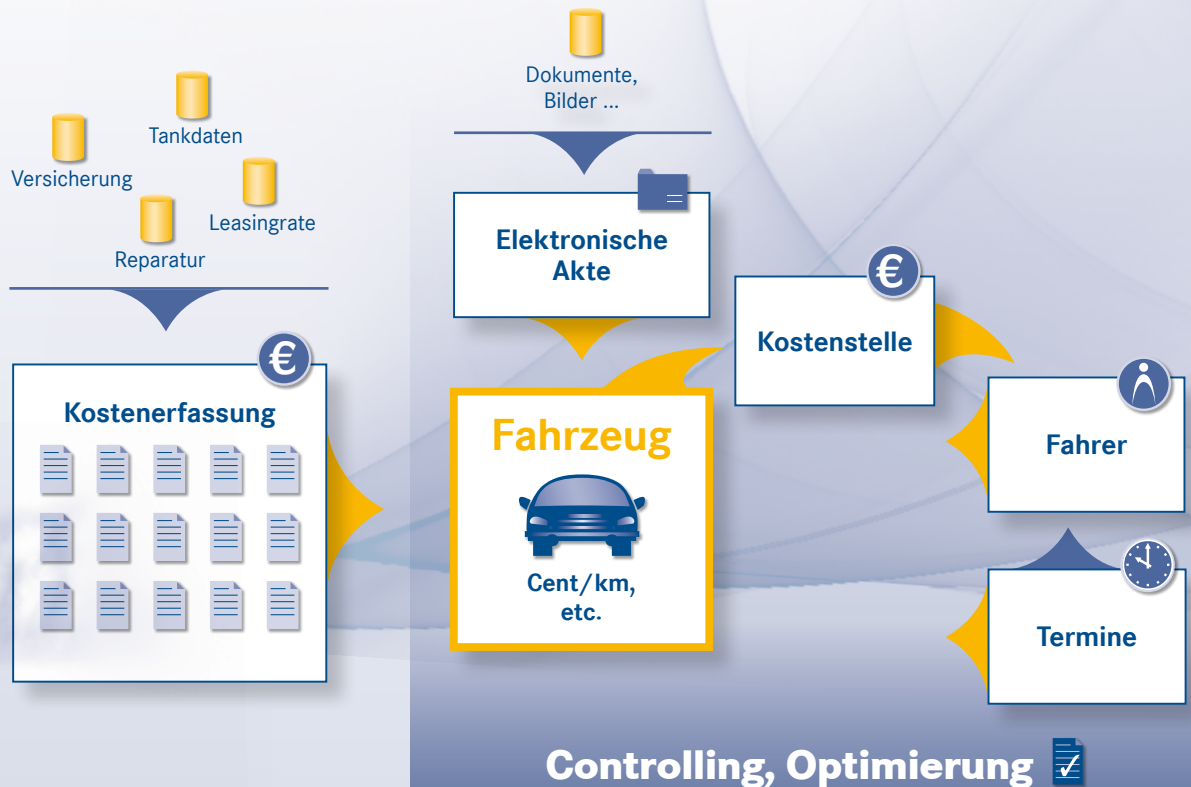 Dokumente,
Bilder ...
Tankdaten
Versicherung
Leasingrate
Reparatur
Elektronische
Akte
€
Kostenstelle
€
Kostenerfassung
Fahrzeug
Cent/km,
etc.
Fahrer
Termine
Controlling, Optimierung